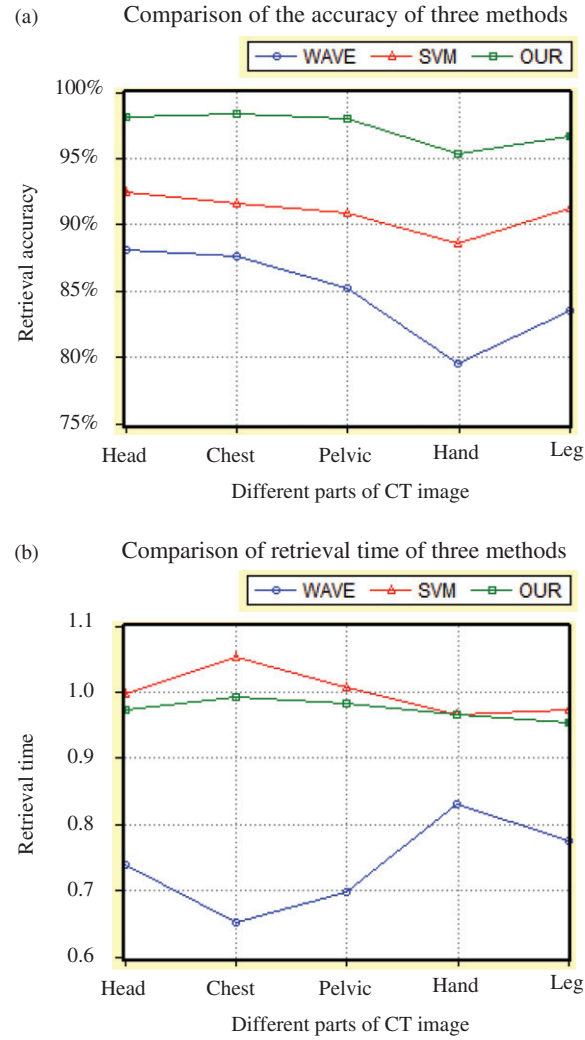 (a)
Comparison of the accuracy of three methods
WAVE SVM OUR
100%
95%
90%
85%
80%
75%
Retrieval accuracy
Head Chest Pelvic Hand Leg
Different parts of CT image
(b)
Comparison of retrieval time of three methods
WAVE SVM OUR
1.1
1.0
0.9
0.8
0.7
0.6
Retrieval time
Head Chest Pelvic Hand Leg
Different parts of CT image